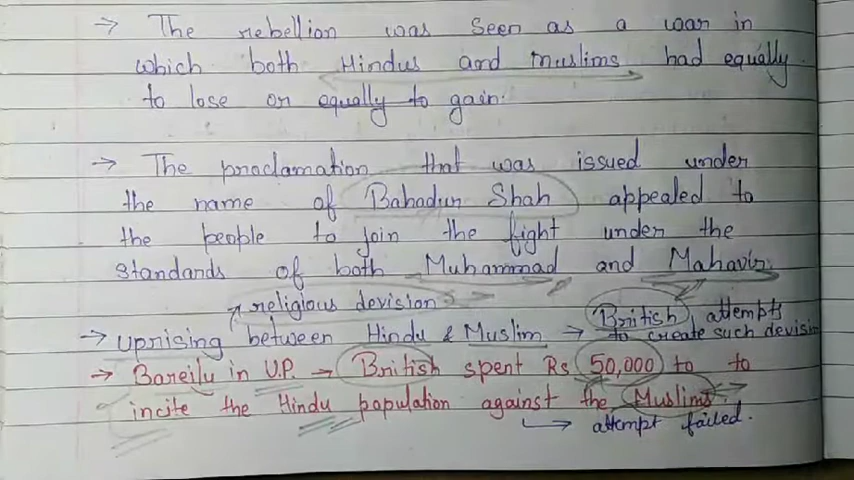 → The rebellion was seen as a war in
which both Hindus and muslims had equally
to lose or equally to gain.
→ The proclamation that was issued under
the name of Bahadur Shah appealed to
the people to join the fight under the
standards of both Muhammad and Mahavir.
religious devision
→ uprising between Hindu & Muslim → British attempts
to create such devision
→ Bareilu in U.P. → British spent Rs 50,000 to to
incite the Hindu population against the Muslims
→ attempt failed.